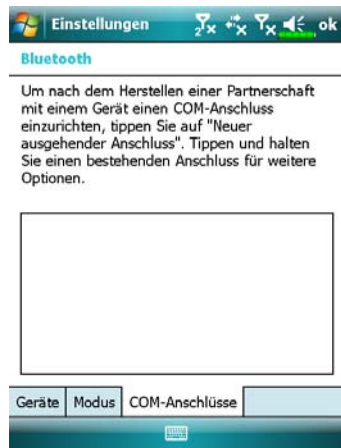 Einstellungen ok
Bluetooth
Um nach dem Herstellen einer Partnerschaft
mit einem Gerät einen COM-Anschluss
einzurichten, tippen Sie auf "Neuer
ausgehender Anschluss". Tippen und halten
Sie einen bestehenden Anschluss für weitere
Optionen.
Geräte Modus COM-Anschlüsse